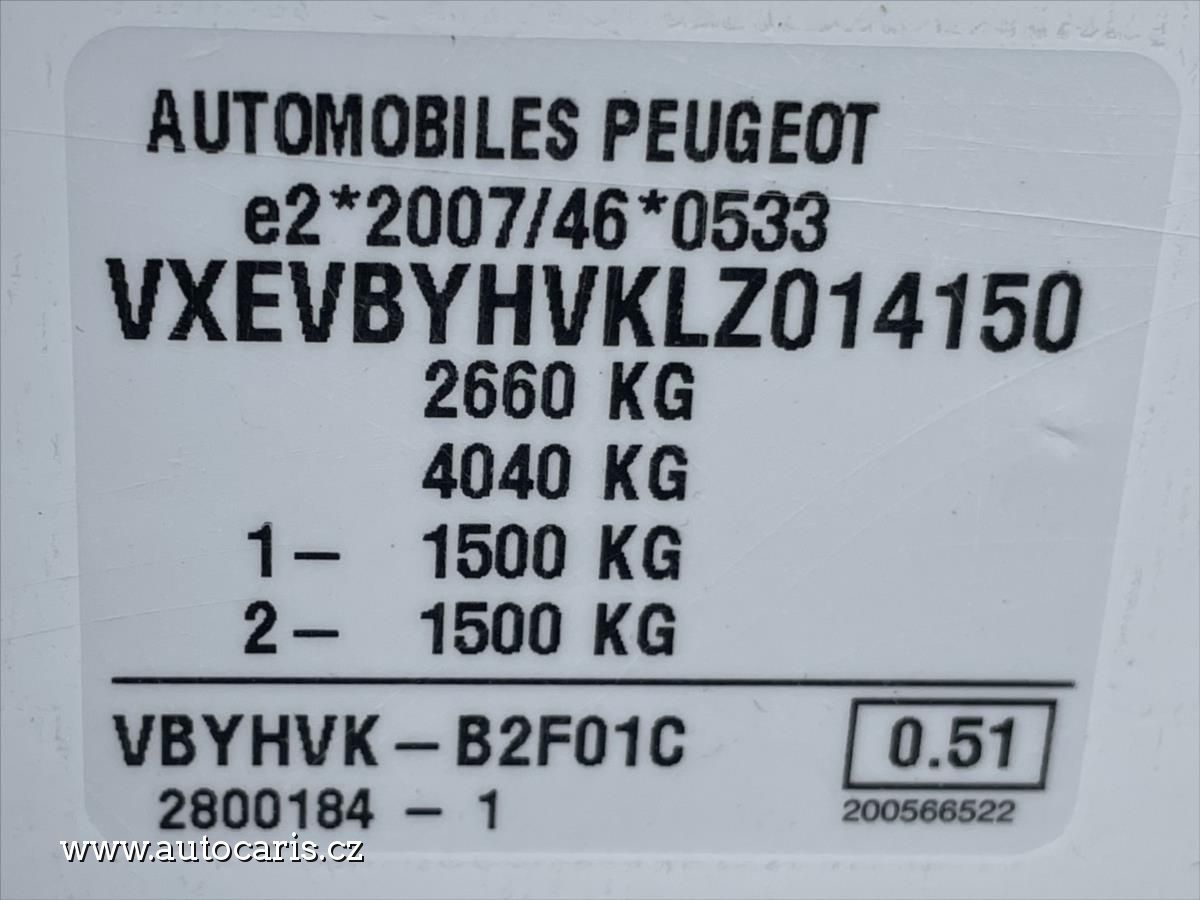 AUTOMOBILES PEUGEOT
e2*2007/46*0533
VXEVBYHVKLZ014150
2660 KG
4040 KG
1– 1500 KG
2– 1500 KG
VBYHVK – B2F01C
0.51
2800184 – 1
200566522
www.autocaris.cz